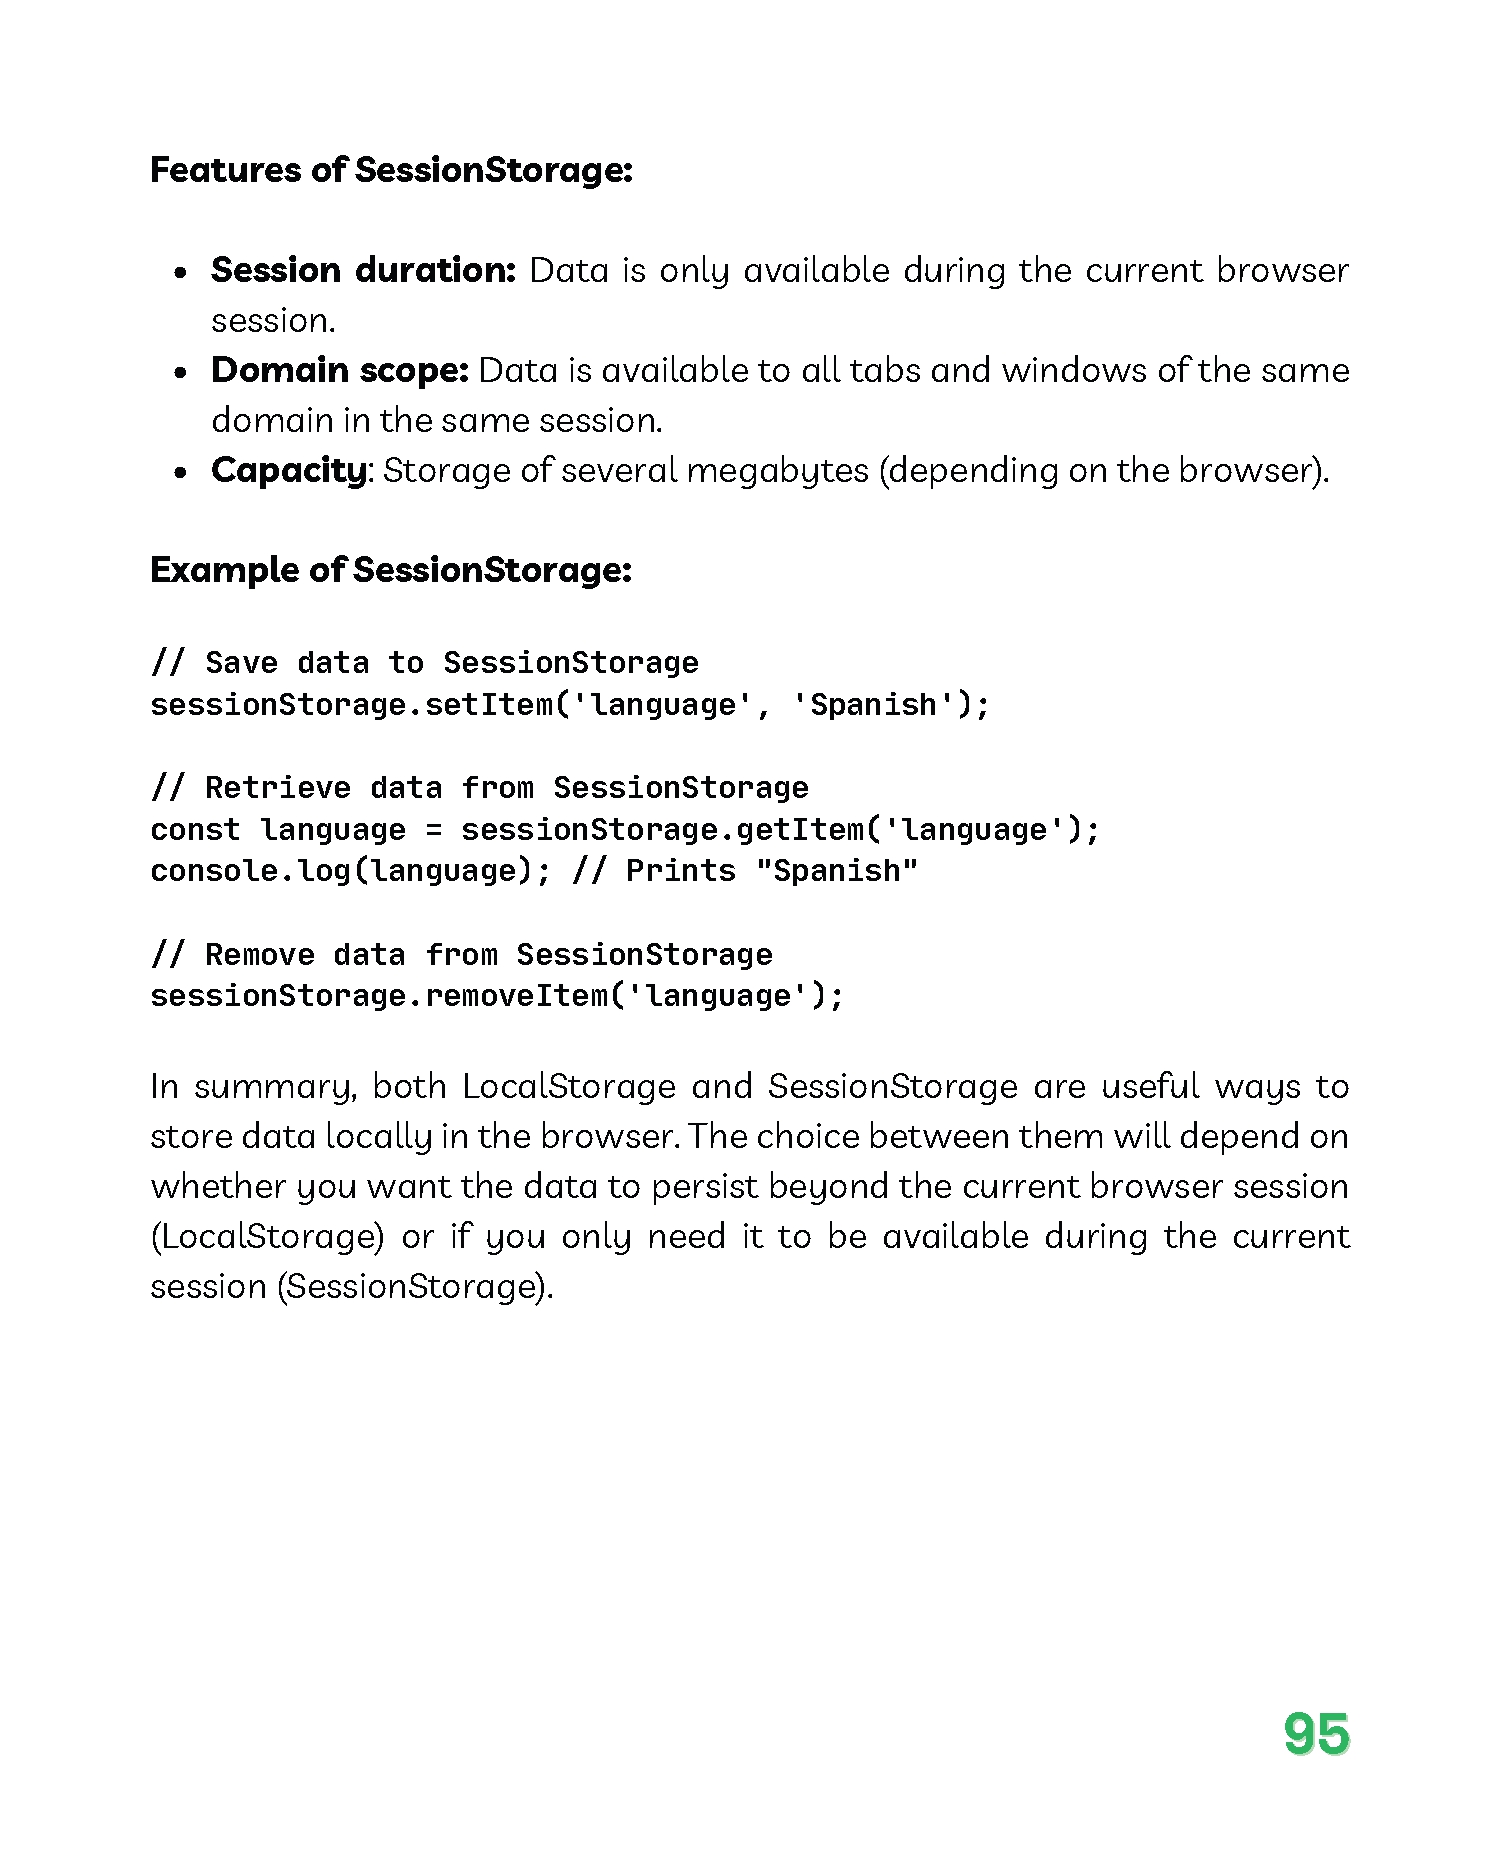 Features of SessionStorage:
• Session duration: Data is only available during the current browser
session.
• Domain scope: Data is available to all tabs and windows of the same
domain in the same session.
• Capacity: Storage of several megabytes (depending on the browser).
Example of SessionStorage:
// Save data to SessionStorage
sessionStorage.setItem('language', 'Spanish');
// Retrieve data from SessionStorage
const language = sessionStorage.getItem('language');
console.log(language); // Prints "Spanish"
// Remove data from SessionStorage
sessionStorage.removeItem('language');
In summary, both LocalStorage and SessionStorage are useful ways to
store data locally in the browser. The choice between them will depend on
whether you want the data to persist beyond the current browser session
(LocalStorage) or if you only need it to be available during the current
session (SessionStorage).
95